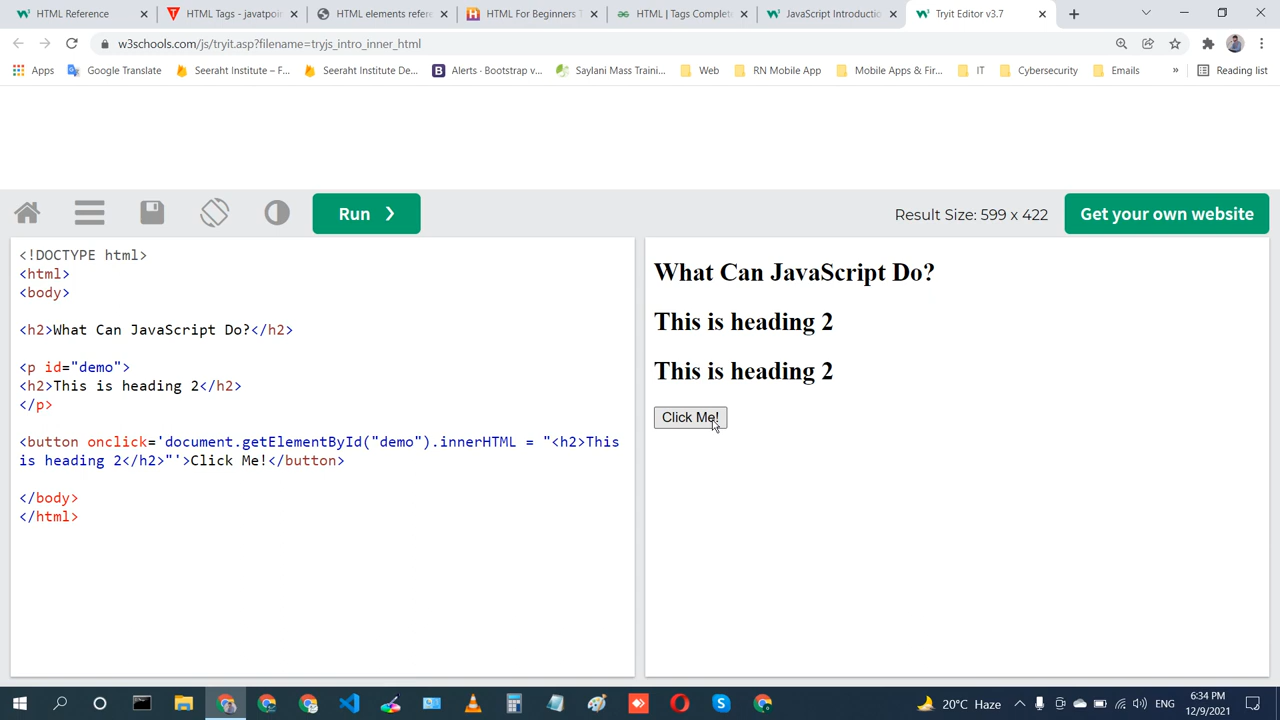 HTML Reference
HTML Tags - javatpoi
HTML elements refere
HTML For Beginners T
HTML | Tags Complet
JavaScript Introductio
Tryit Editor v3.7
w3schools.com/js/tryit.asp?filename=tryjs_intro_inner_html
Apps
Google Translate
Seeraht Institute – F...
Seeraht Institute De...
Alerts · Bootstrap v...
Saylani Mass Traini...
Web
RN Mobile App
Mobile Apps & Fir...
IT
Cybersecurity
Emails
»
Reading list
Run ❯
Result Size: 599 x 422
Get your own website
<!DOCTYPE html>
<html>
<body>
<h2>What Can JavaScript Do?</h2>
<p id="demo">
<h2>This is heading 2</h2>
</p>
<button onclick='document.getElementById("demo").innerHTML = "<h2>This
is heading 2</h2>"'>Click Me!</button>
</body>
</html>
What Can JavaScript Do?
This is heading 2
This is heading 2
Click Me!
20°C Haze
ENG
6:34 PM
12/9/2021